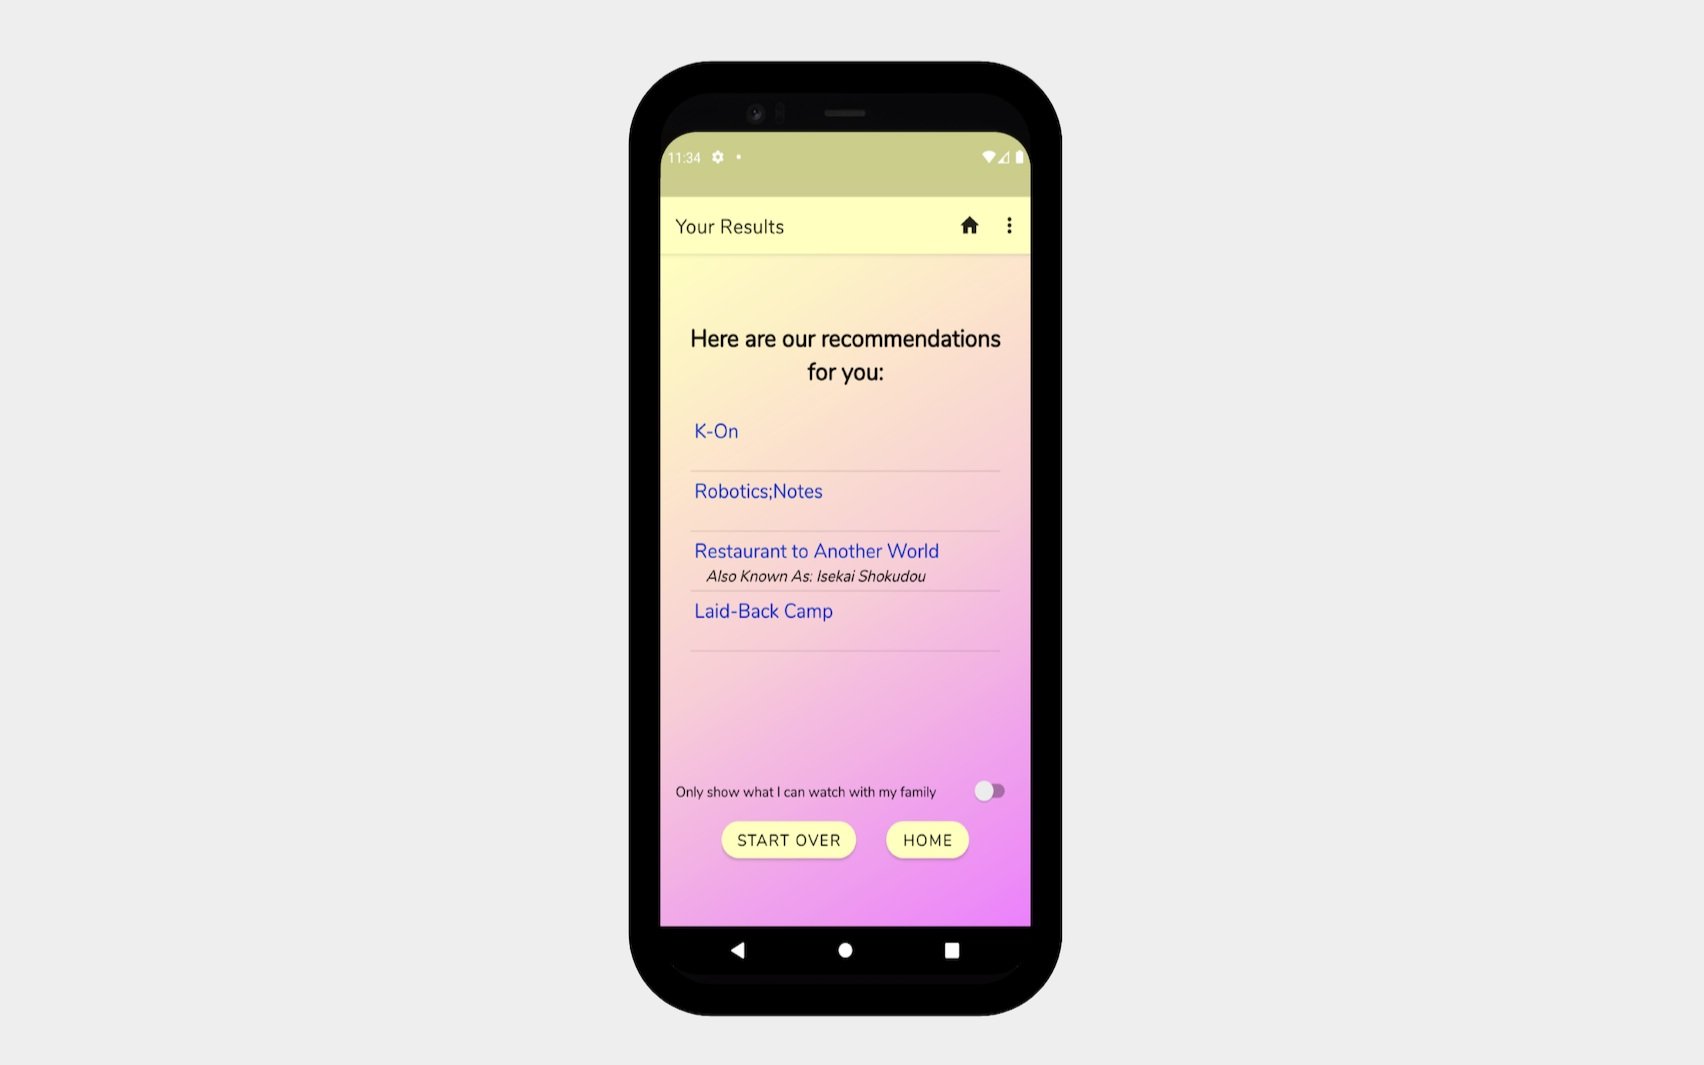 11:34
Your Results
Here are our recommendations
for you:
K-On
Robotics;Notes
Restaurant to Another World
Also Known As: Isekai Shokudou
Laid-Back Camp
Only show what I can watch with my family
START OVER
HOME